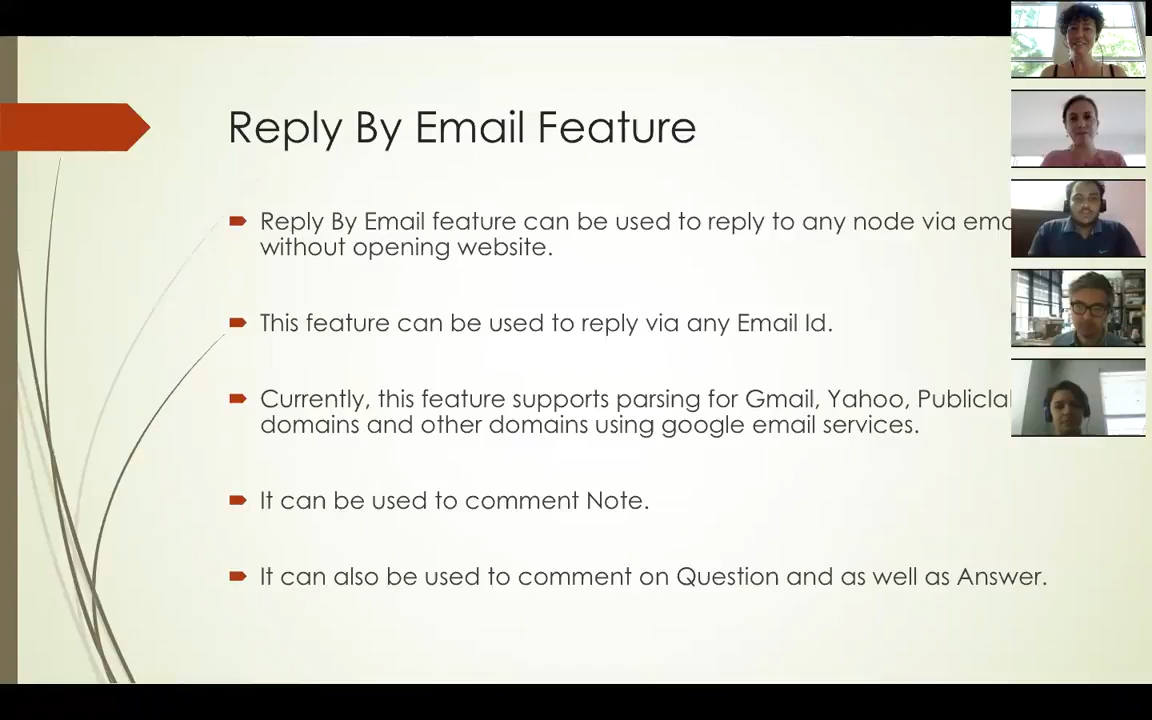 Reply By Email Feature
Reply By Email feature can be used to reply to any node via
without opening website.
This feature can be used to reply via any Email Id.
Currently, this feature supports parsing for Gmail, Yahoo,
domains and other domains using google email services.
It can be used to comment Note.
It can also be used to comment on Question and as well as Answer.